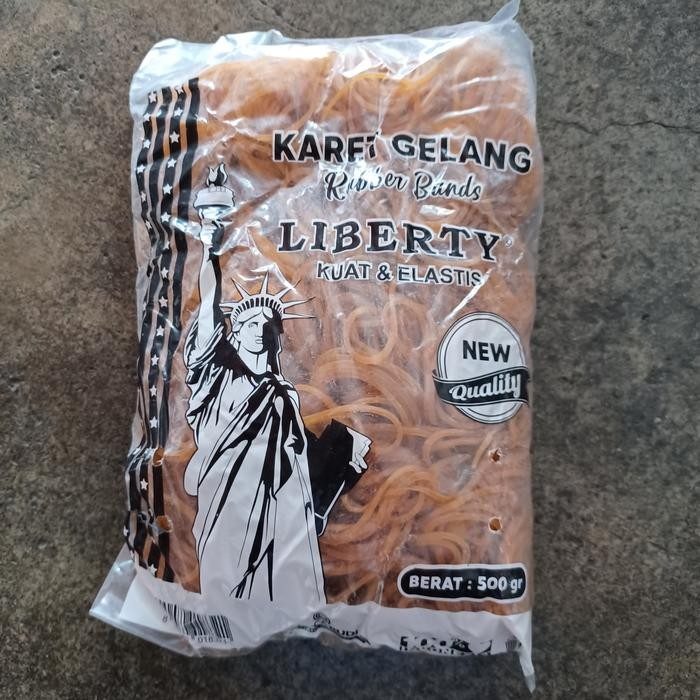 KARET GELANG
Rubber Bands
LIBERTY
KUAT & ELASTIS
NEW
Quality
BERAT : 500 gr